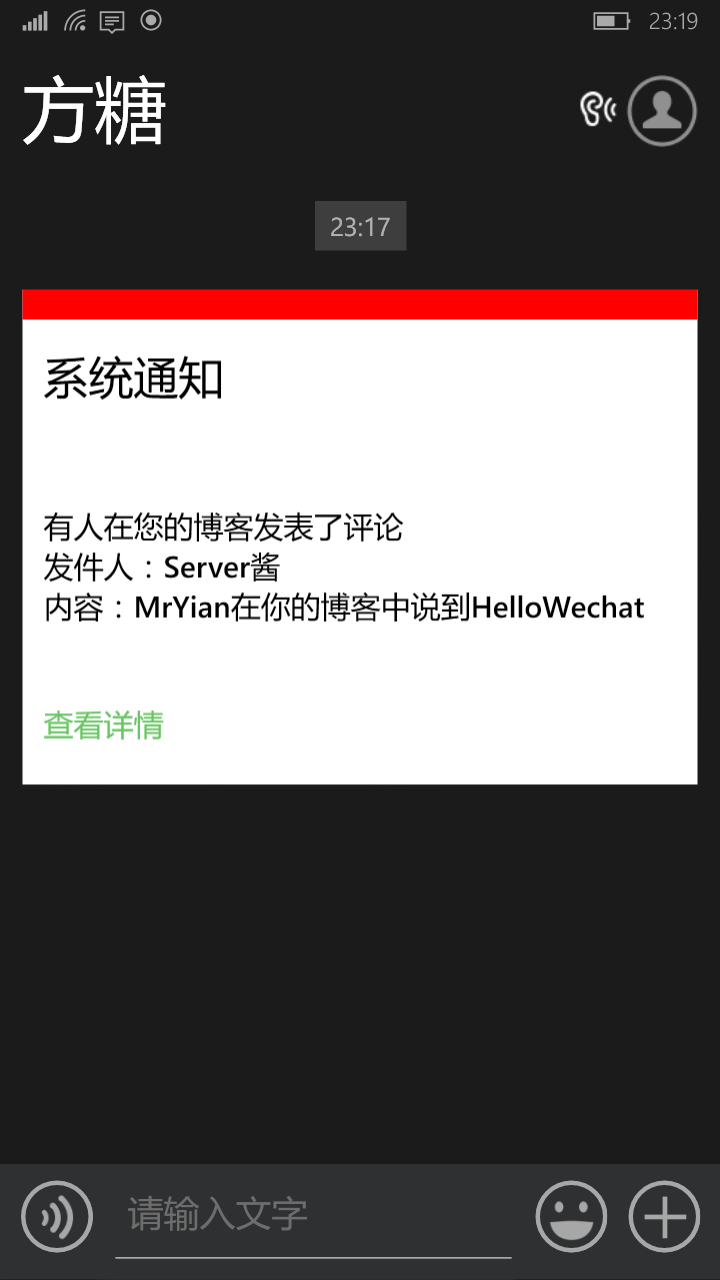 23:19
方糖
23:17
系统通知
有人在您的博客发表了评论
发件人：Server酱
内容：MrYian在你的博客中说到HelloWechat
查看详情
请输入文字